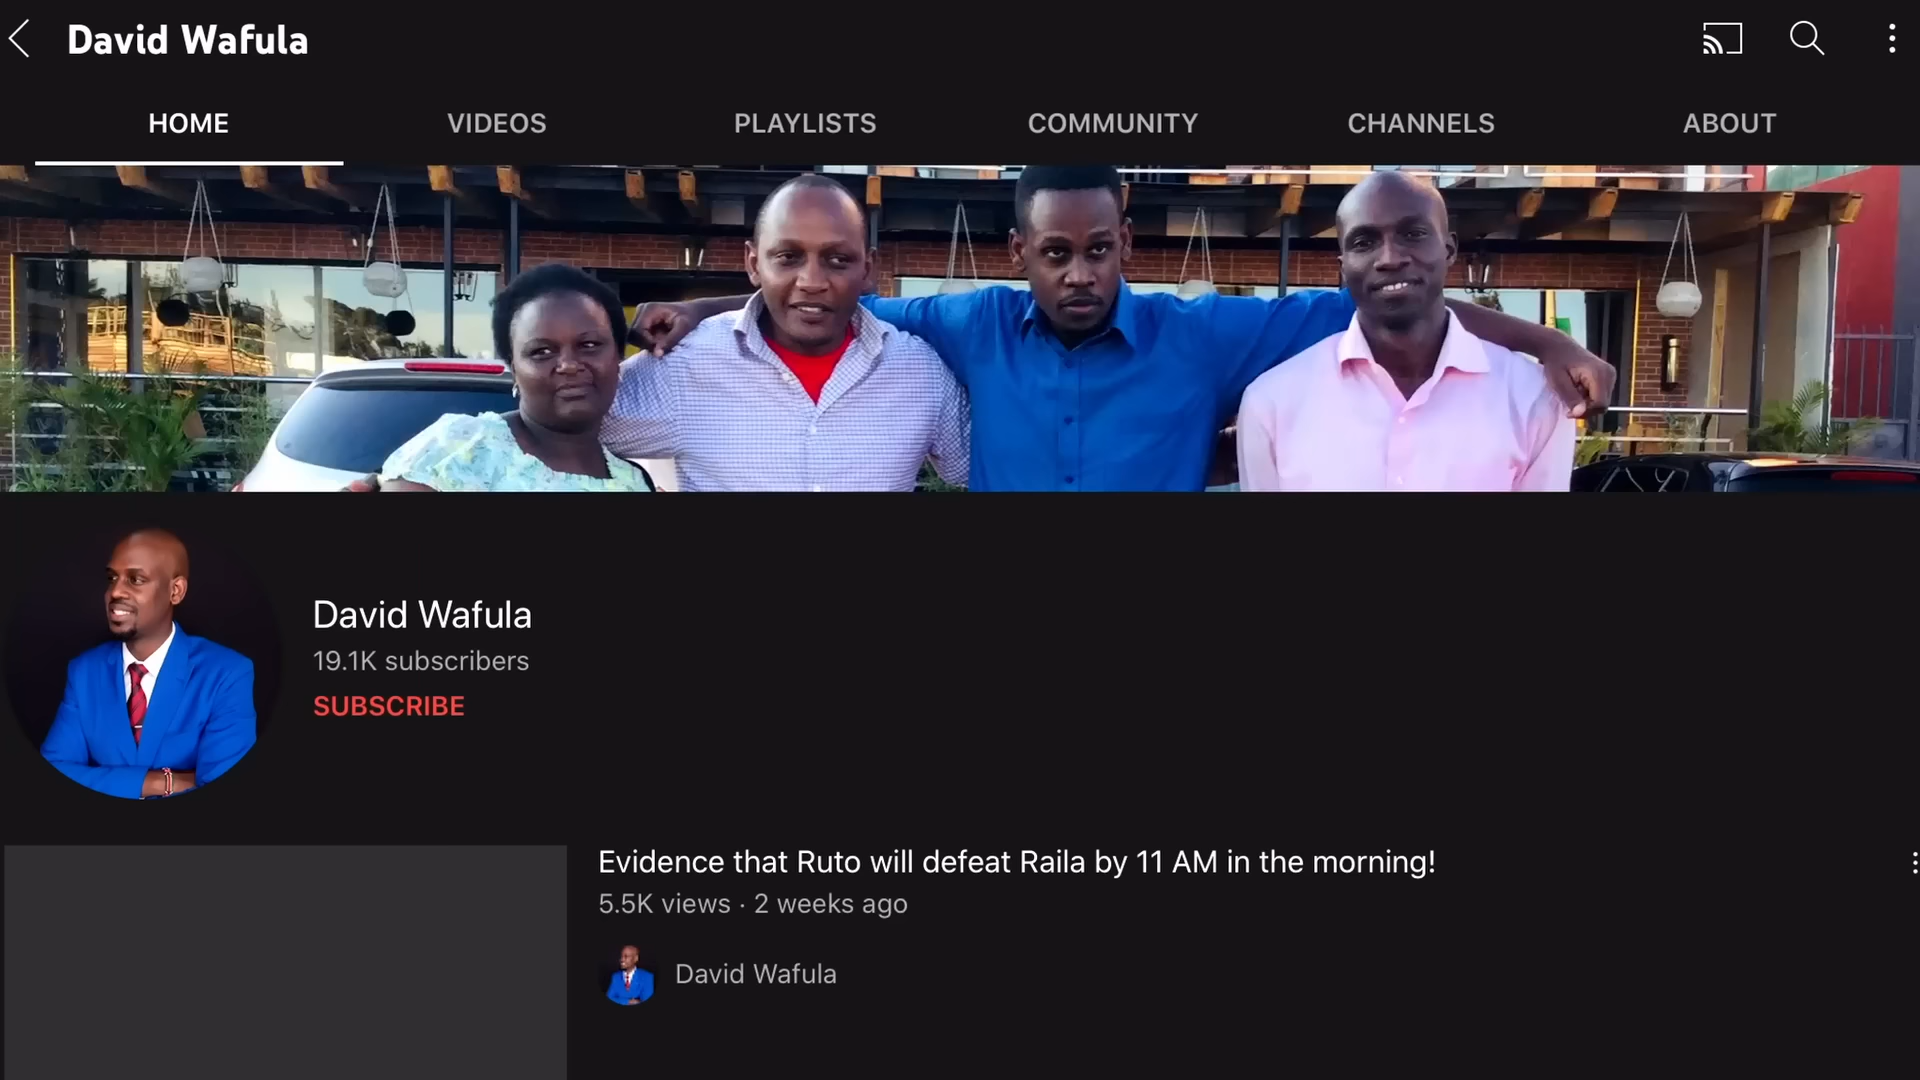 David Wafula
HOME VIDEOS PLAYLISTS COMMUNITY CHANNELS ABOUT
David Wafula
19.1K subscribers
SUBSCRIBE
Evidence that Ruto will defeat Raila by 11 AM in the morning!
5.5K views · 2 weeks ago
David Wafula